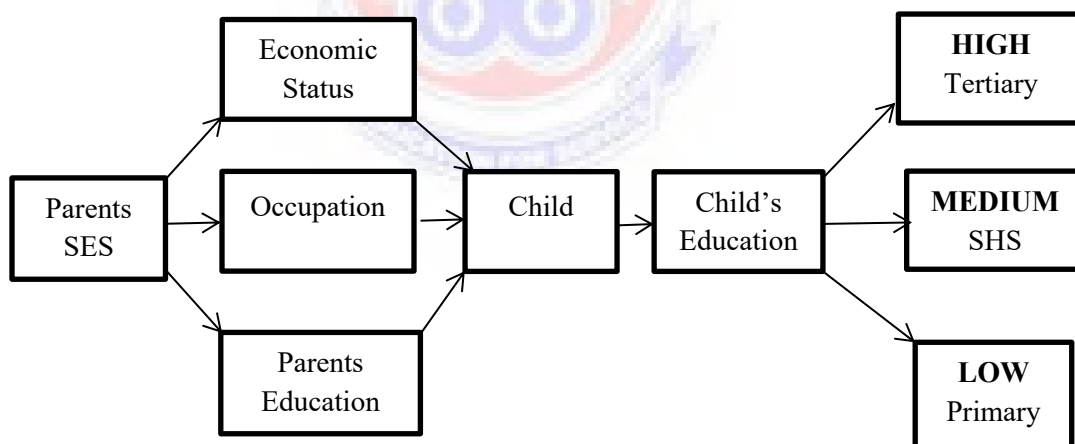 Economic
Status
HIGH
Tertiary
Parents
SES
Occupation
Child
Child’s
Education
MEDIUM
SHS
Parents
Education
LOW
Primary